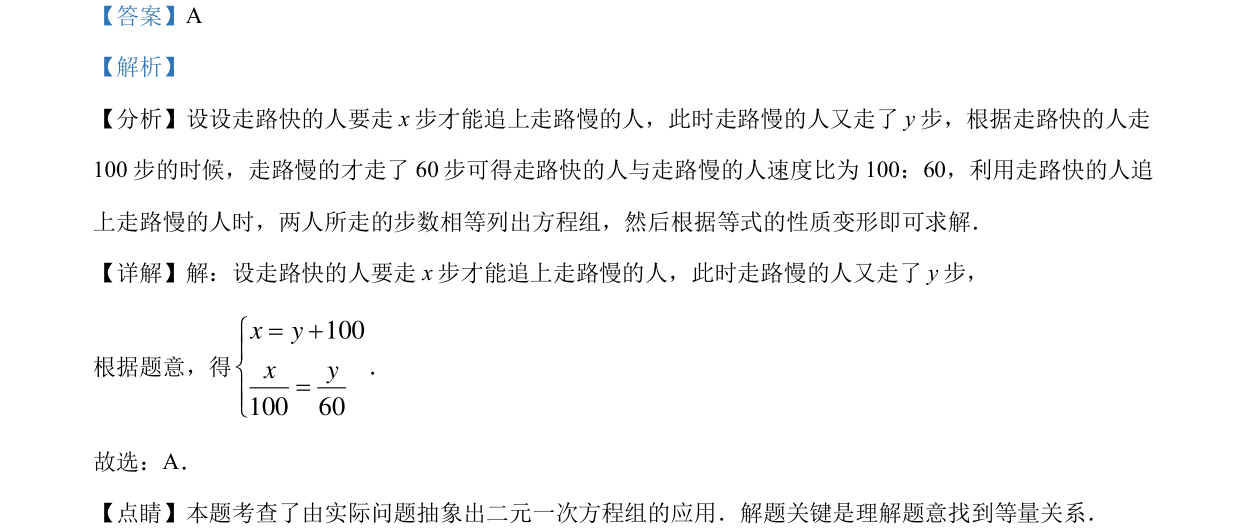 【答案】A
【解析】
【分析】设设走路快的人要走 x 步才能追上走路慢的人，此时走路慢的人又走了 y 步，根据走路快的人走
100 步的时候，走路慢的才走了 60 步可得走路快的人与走路慢的人速度比为 100：60，利用走路快的人追
上走路慢的人时，两人所走的步数相等列出方程组，然后根据等式的性质变形即可求解．
【详解】解：设走路快的人要走 x 步才能追上走路慢的人，此时走路慢的人又走了 y 步，
根据题意，得{x = y +100
x/100 = y/60 ．
故选：A．
【点睛】本题考查了由实际问题抽象出二元一次方程组的应用．解题关键是理解题意找到等量关系．